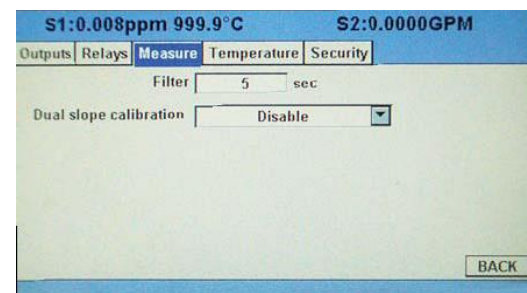 S1:0.008ppm 999.9°C S2:0.0000GPM
Outputs Relays Measure Temperature Security
Filter 5 sec
Dual slope calibration Disable
BACK